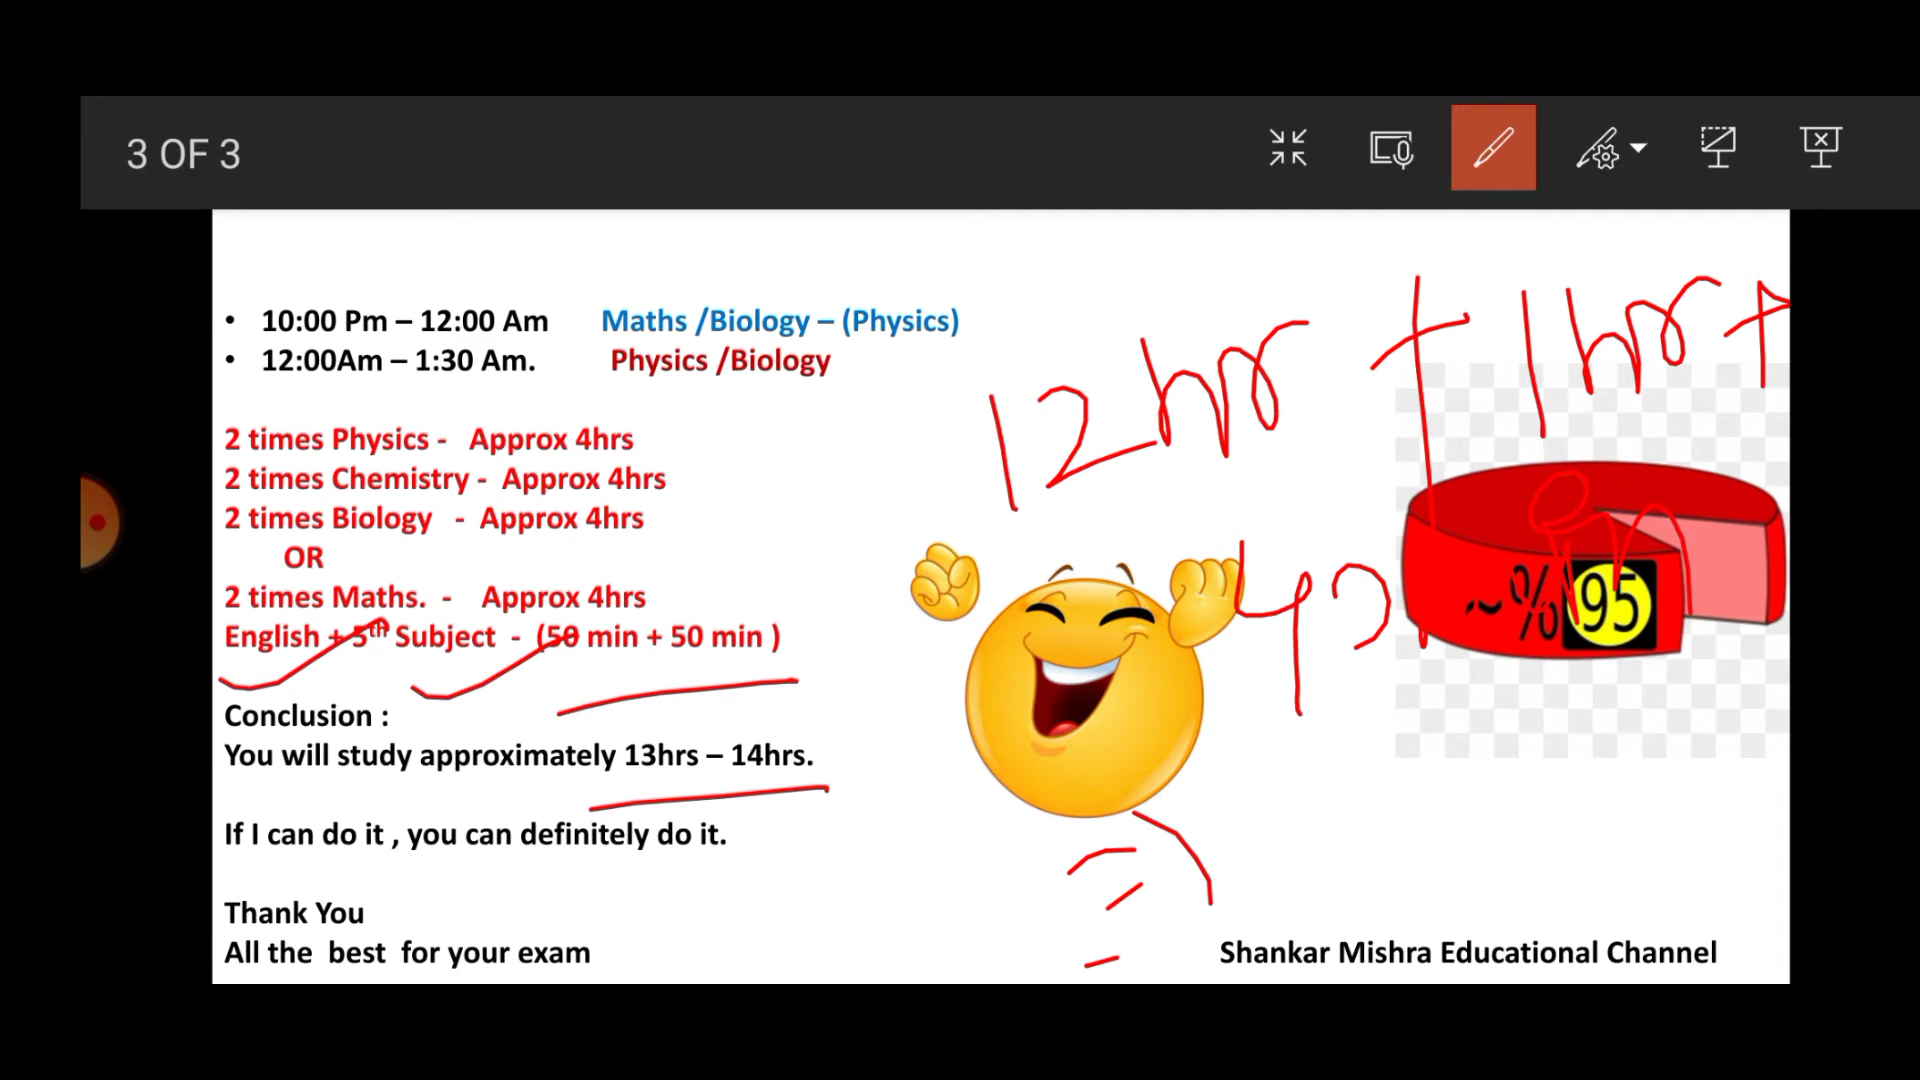 3 OF 3
• 10:00 Pm – 12:00 Am Maths /Biology – (Physics)
• 12:00Am – 1:30 Am. Physics /Biology
12hr + 1hr +
2 times Physics - Approx 4hrs
2 times Chemistry - Approx 4hrs
2 times Biology - Approx 4hrs
OR
2 times Maths. - Approx 4hrs
~%95
English + 5th Subject - (50 min + 50 min )
Conclusion :
You will study approximately 13hrs – 14hrs.
If I can do it , you can definitely do it.
Thank You
All the best for your exam
Shankar Mishra Educational Channel